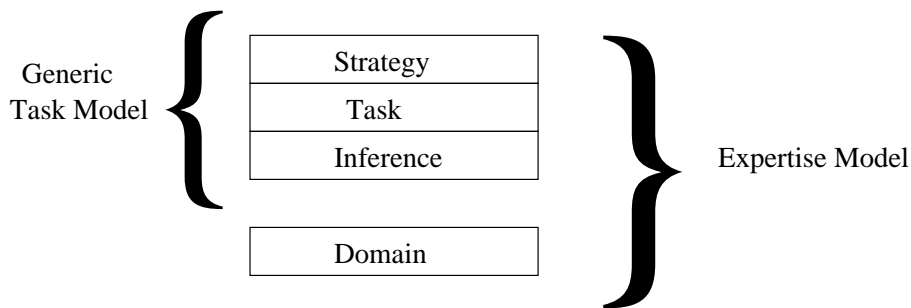 Generic
Task Model
Strategy
Task
Inference
Domain
Expertise Model